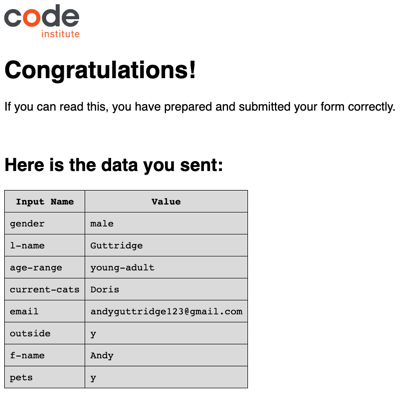 code
institute
Congratulations!
If you can read this, you have prepared and submitted your form correctly.
Here is the data you sent:
Input Name Value
gender male
l-name Guttridge
age-range young-adult
current-cats Doris
email andyguttridge123@gmail.com
outside y
f-name Andy
pets y